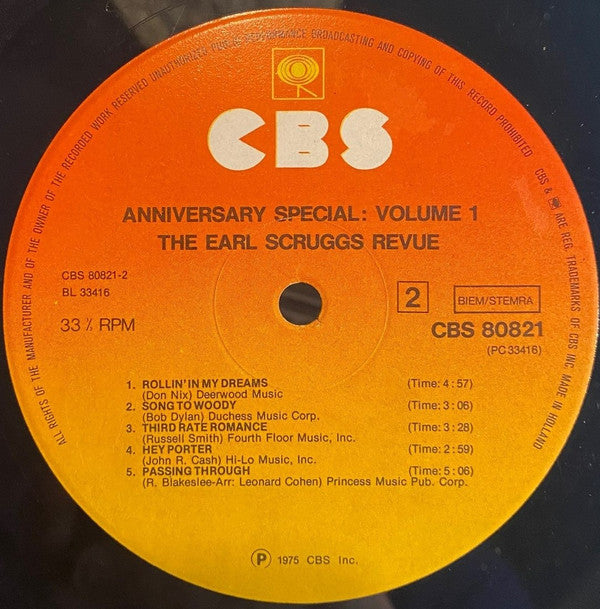 ALL RIGHTS OF THE MANUFACTURER AND OF THE OWNER OF THE RECORDED WORK RESERVED UNAUTHORIZED PUBLIC PERFORMANCE BROADCASTING AND COPYING OF THIS RECORD PROHIBITED
CBS & ARE REG. TRADEMARKS OF CBS INC. MADE IN HOLLAND
CBS
ANNIVERSARY SPECIAL: VOLUME 1
THE EARL SCRUGGS REVUE
CBS 80821-2
BL 33416
33 ⅓ RPM
2 BIEM/STEMRA
CBS 80821
(PC 33416)
1. ROLLIN' IN MY DREAMS (Time: 4:57)
(Don Nix) Deerwood Music
2. SONG TO WOODY (Time: 3:06)
(Bob Dylan) Duchess Music Corp.
3. THIRD RATE ROMANCE (Time: 3:28)
(Russell Smith) Fourth Floor Music, Inc.
4. HEY PORTER (Time: 2:59)
(John R. Cash) Hi-Lo Music, Inc.
5. PASSING THROUGH (Time: 5:06)
(R. Blakeslee-Arr: Leonard Cohen) Princess Music Pub. Corp.
℗ 1975 CBS Inc.